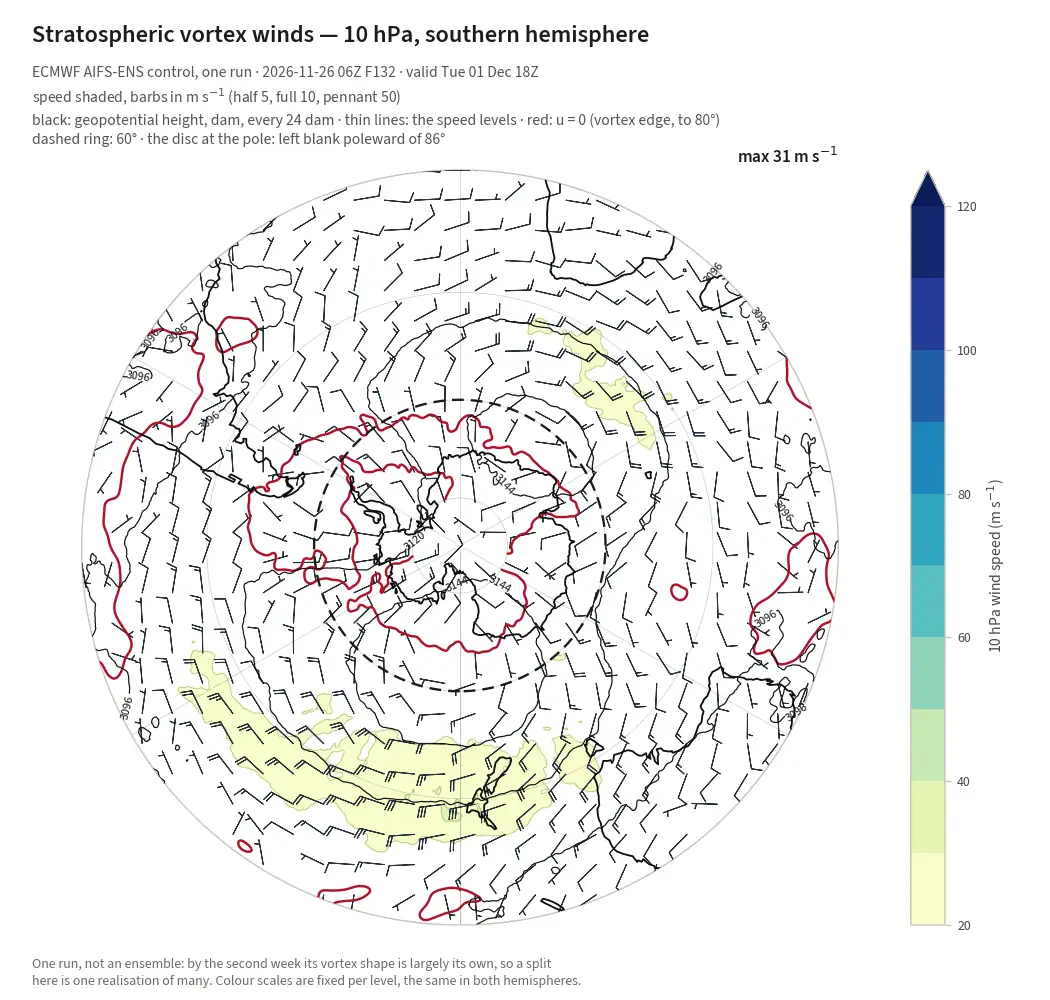 Stratospheric vortex winds — 10 hPa, southern hemisphere
ECMWF AIFS-ENS control, one run · 2026-11-26 06Z F132 · valid Tue 01 Dec 18Z
speed shaded, barbs in m s⁻¹ (half 5, full 10, pennant 50)
black: geopotential height, dam, every 24 dam · thin lines: the speed levels · red: u = 0 (vortex edge, to 80°)
dashed ring: 60° · the disc at the pole: left blank poleward of 86°
max 31 m s⁻¹
120
100
80
60
40
20
10 hPa wind speed (m s⁻¹)
3096
3096
3096
3096
3096
3096
3096
3144
3096
3120
3144
3144
3096
3096
3096
One run, not an ensemble: by the second week its vortex shape is largely its own, so a split
here is one realisation of many. Colour scales are fixed per level, the same in both hemispheres.